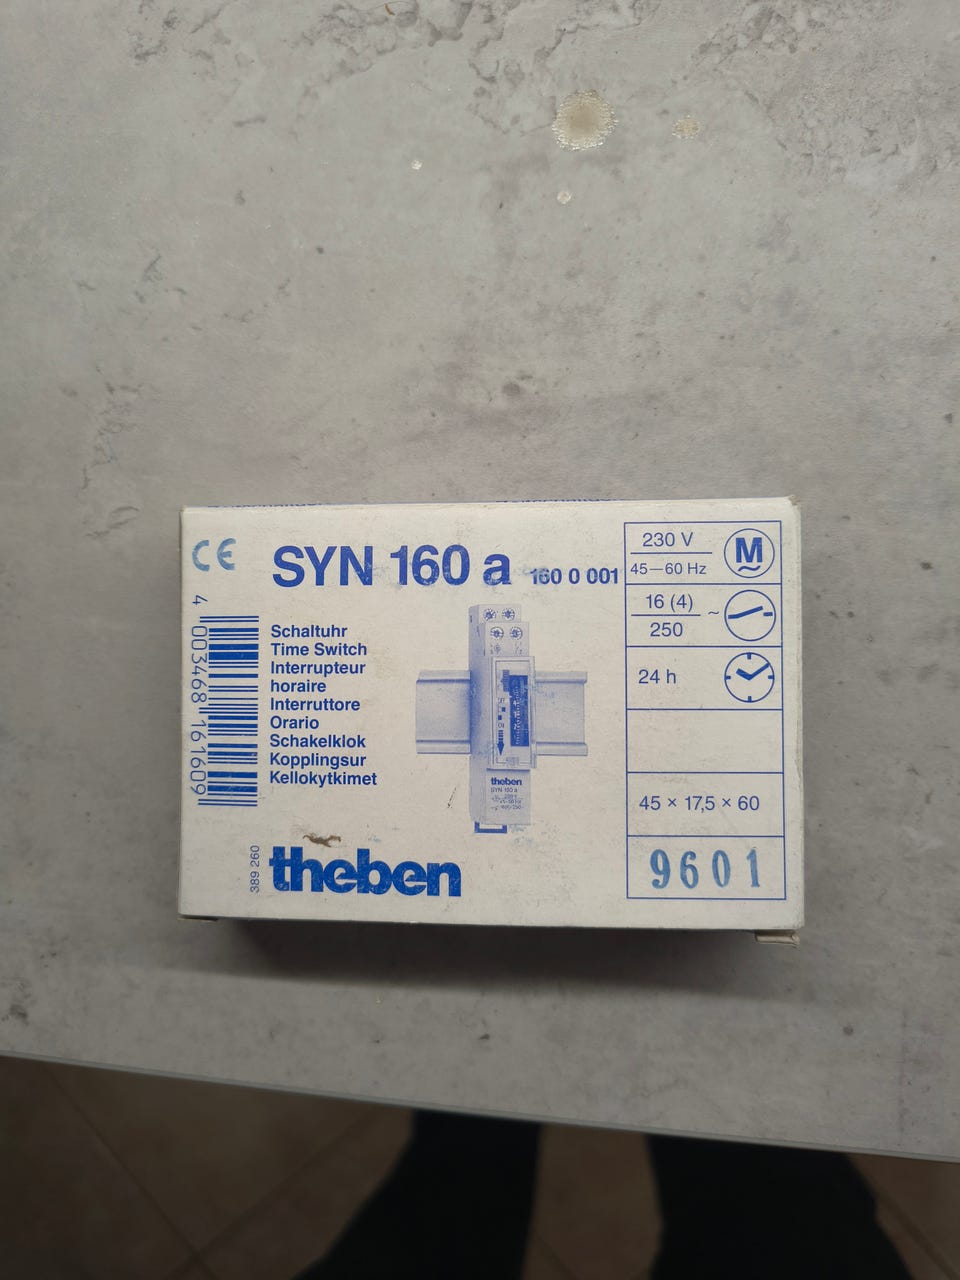 CE
SYN 160 a 160 0 001
Schaltuhr
Time Switch
Interrupteur
horaire
Interruttore
Orario
Schakelklok
Kopplingsur
Kellokytkimet
4 003468 161609
389 260
theben
theben
SYN 160 a
230 V
45—60 Hz
M
16 (4)
250
~
24 h
45 × 17,5 × 60
9601